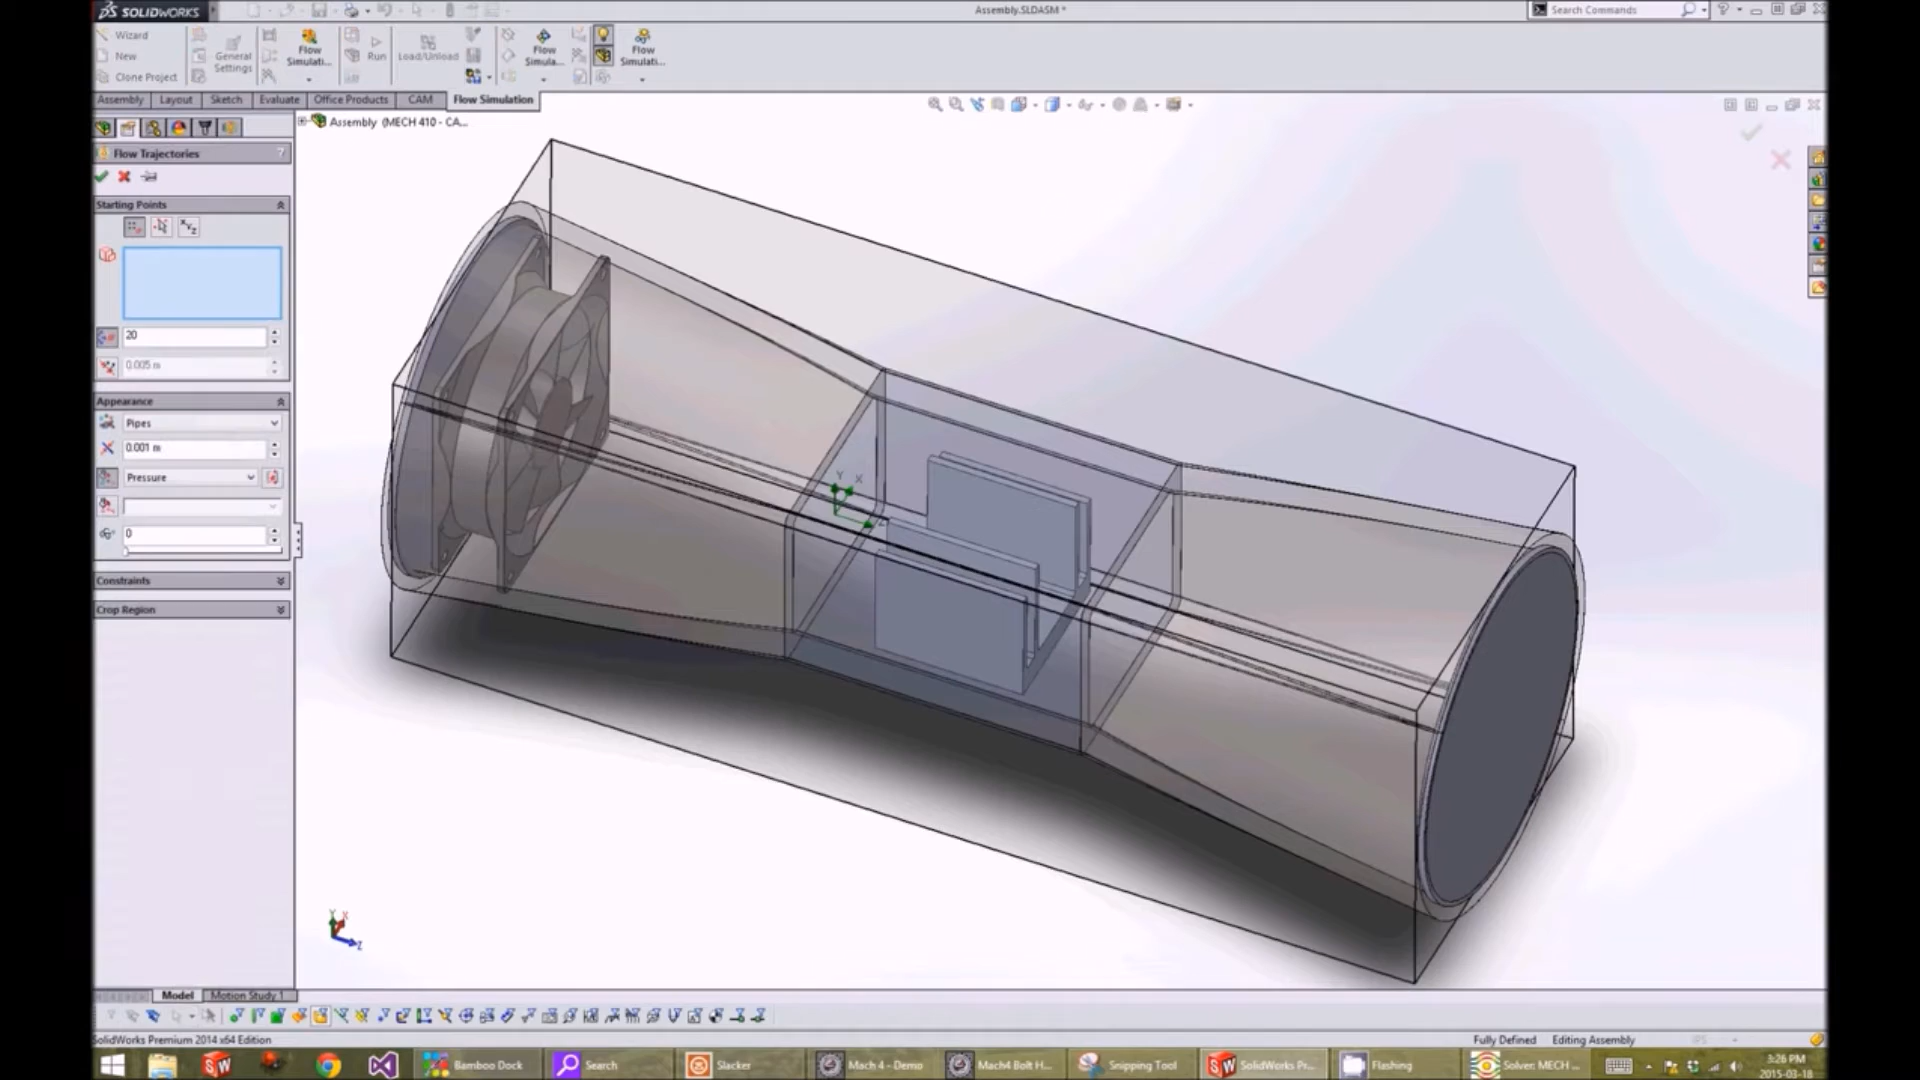 SOLIDWORKS
Assembly.SLDASM *
Search Commands
Wizard
New
Clone Project
General Settings
Flow Simulati...
Run
Load/Unload
Flow Simula...
Flow Simulati...
Assembly
Layout
Sketch
Evaluate
Office Products
CAM
Flow Simulation
Assembly (MECH 410 - CA...
Flow Trajectories
?
Starting Points
20
0.005 m
Appearance
Pipes
0.001 m
Pressure
0
Constraints
Crop Region
Y
X
Y
X
Z
Model
Motion Study 1
SolidWorks Premium 2014 x64 Edition
Fully Defined
Editing Assembly
Bamboo Dock
Search
Slacker
Mach 4 - Demo
Mach4 Bolt H...
Snipping Tool
SolidWorks Pr...
Flashing
Solver: MECH ...
3:26 PM
2015-03-18